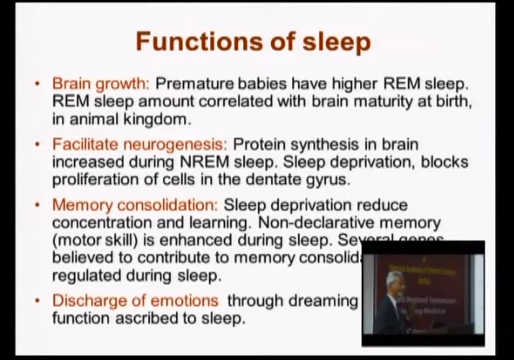 Functions of sleep
• Brain growth: Premature babies have higher REM sleep.
REM sleep amount correlated with brain maturity at birth,
in animal kingdom.
• Facilitate neurogenesis: Protein synthesis in brain
increased during NREM sleep. Sleep deprivation, blocks
proliferation of cells in the dentate gyrus.
• Memory consolidation: Sleep deprivation reduce
concentration and learning. Non-declarative memory
(motor skill) is enhanced during sleep. Several genes
believed to contribute to memory
regulated during sleep.
• Discharge of emotions through dreaming
function ascribed to sleep.